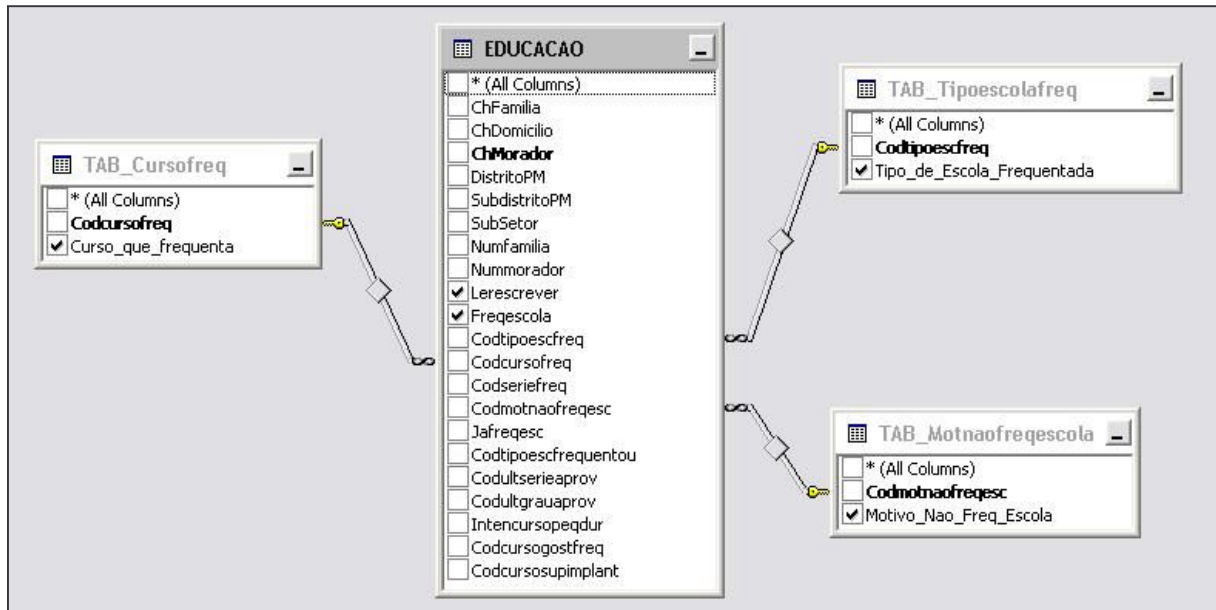 TAB_Cursofreq
* (All Columns)
Codcursofreq
Curso_que_frequenta
EDUCACAO
* (All Columns)
ChFamilia
ChDomicilio
ChMorador
DistritoPM
SubdistritoPM
SubSetor
Numfamilia
Nummorador
Lerescrever
Freqescola
Codtipoescfreq
Codcursofreq
Codseriefreq
Codmotnaofreqesc
Jafreqesc
Codtipoescfrequentou
Codultserieaprov
Codultgrauaprov
Intencursopeqdur
Codcursogostfreq
Codcursosupimplant
TAB_Tipoescolafreq
* (All Columns)
Codtipoescfreq
Tipo_de_Escola_Frequentada
TAB_Motnaofreqescola
* (All Columns)
Codmotnaofreqesc
Motivo_Nao_Freq_Escola